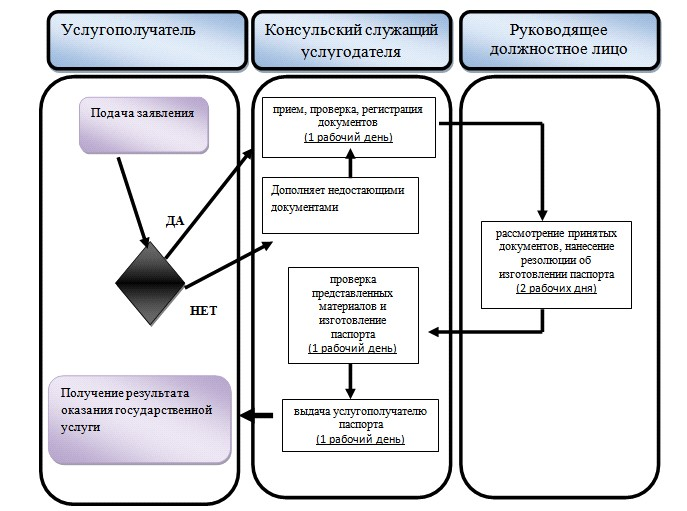 Услугополучатель
Консульский служащий
услугодателя
Руководящее
должностное лицо
Подача заявления
прием, проверка, регистрация
документов
(1 рабочий день)
Дополняет недостающими
документами
ДА
НЕТ
рассмотрение принятых
документов, нанесение
резолюции об
изготовлении паспорта
(2 рабочих дня)
проверка
представленных
материалов и
изготовление
паспорта
(1 рабочий день)
выдача услугополучателю
паспорта
(1 рабочий день)
Получение результата
оказания государственной
услуги